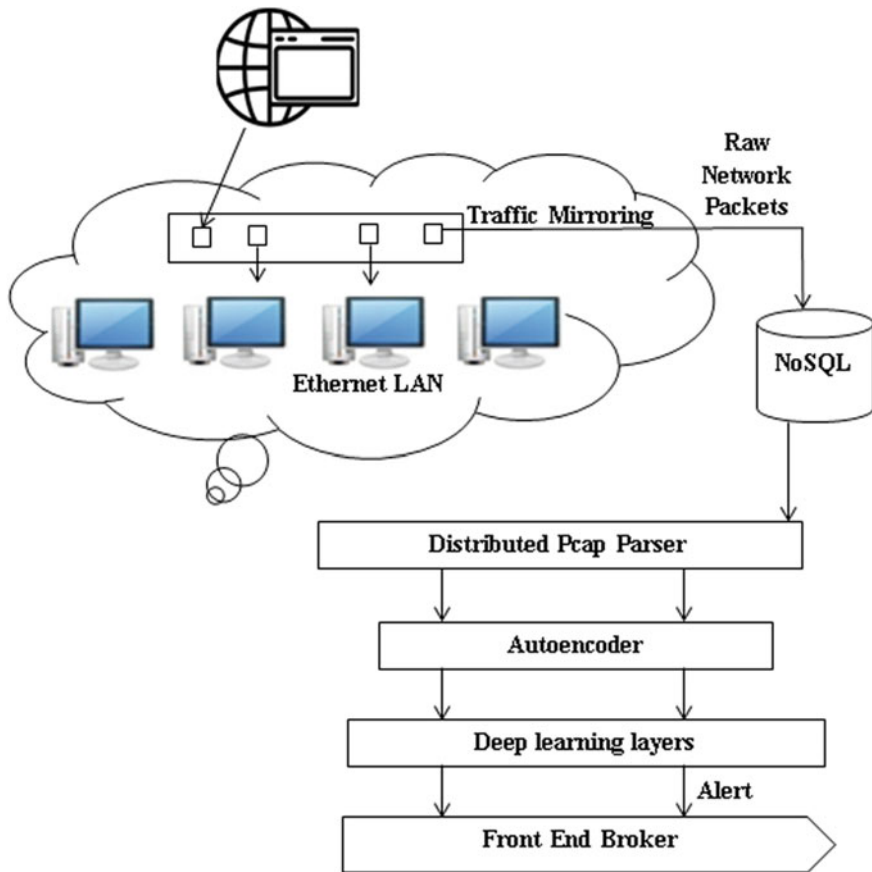 Raw
Network
Packets
Traffic Mirroring
Ethernet LAN
NoSQL
Distributed Pcap Parser
Autoencoder
Deep learning layers
Alert
Front End Broker